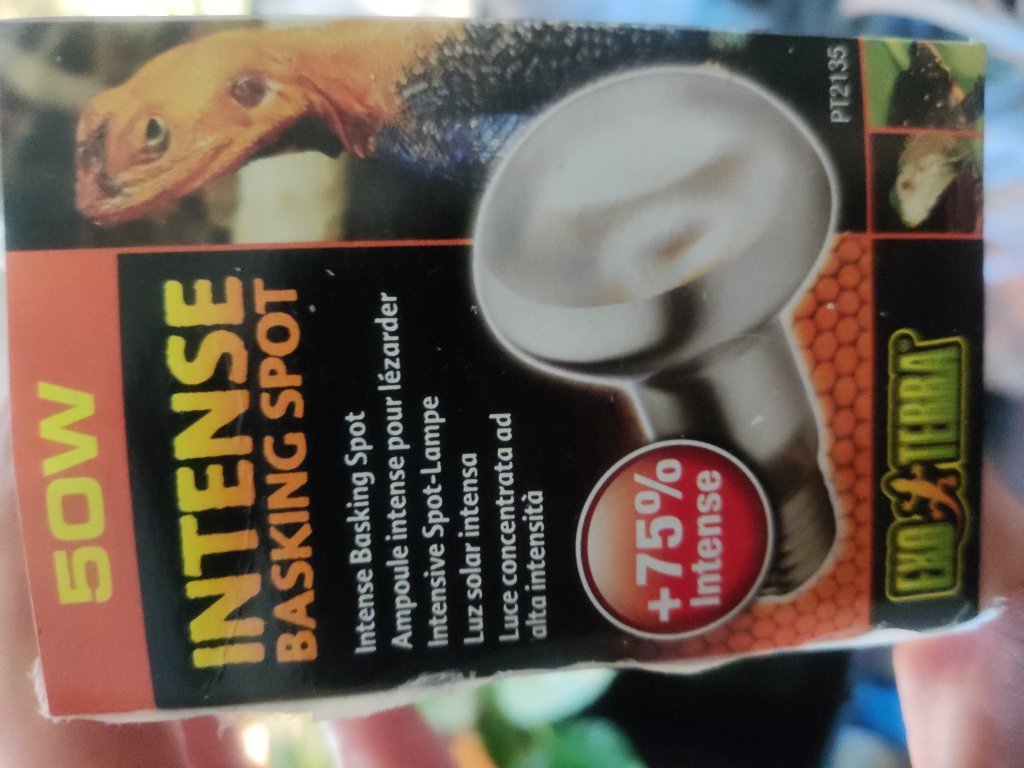 50W
INTENSE
BASKING SPOT
Intense Basking Spot
Ampoule intense pour lézarder
Intensive Spot-Lampe
Luz solar intensa
Luce concentrata ad
alta intensità
+75%
Intense
PT2135
EXO TERRA®